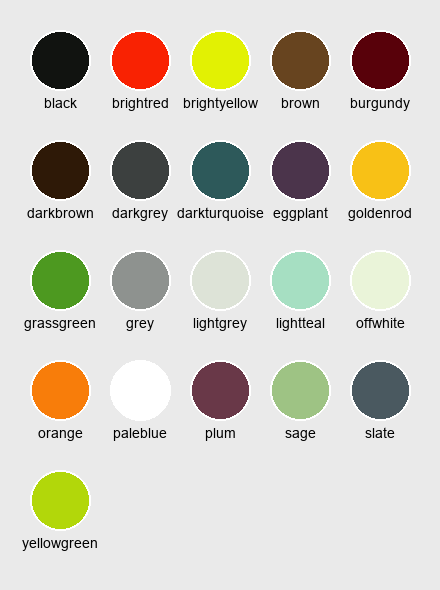 black brightred brightyellow brown burgundy
darkbrown darkgrey darkturquoise eggplant goldenrod
grassgreen grey lightgrey lightteal offwhite
orange paleblue plum sage slate
yellowgreen